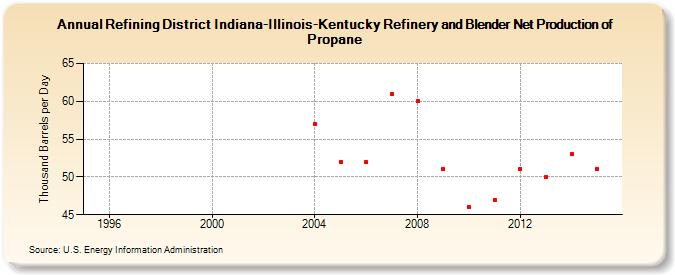 Annual Refining District Indiana-Illinois-Kentucky Refinery and Blender Net Production of
Propane
Thousand Barrels per Day
65
60
55
50
45
1996
2000
2004
2008
2012
Source: U.S. Energy Information Administration